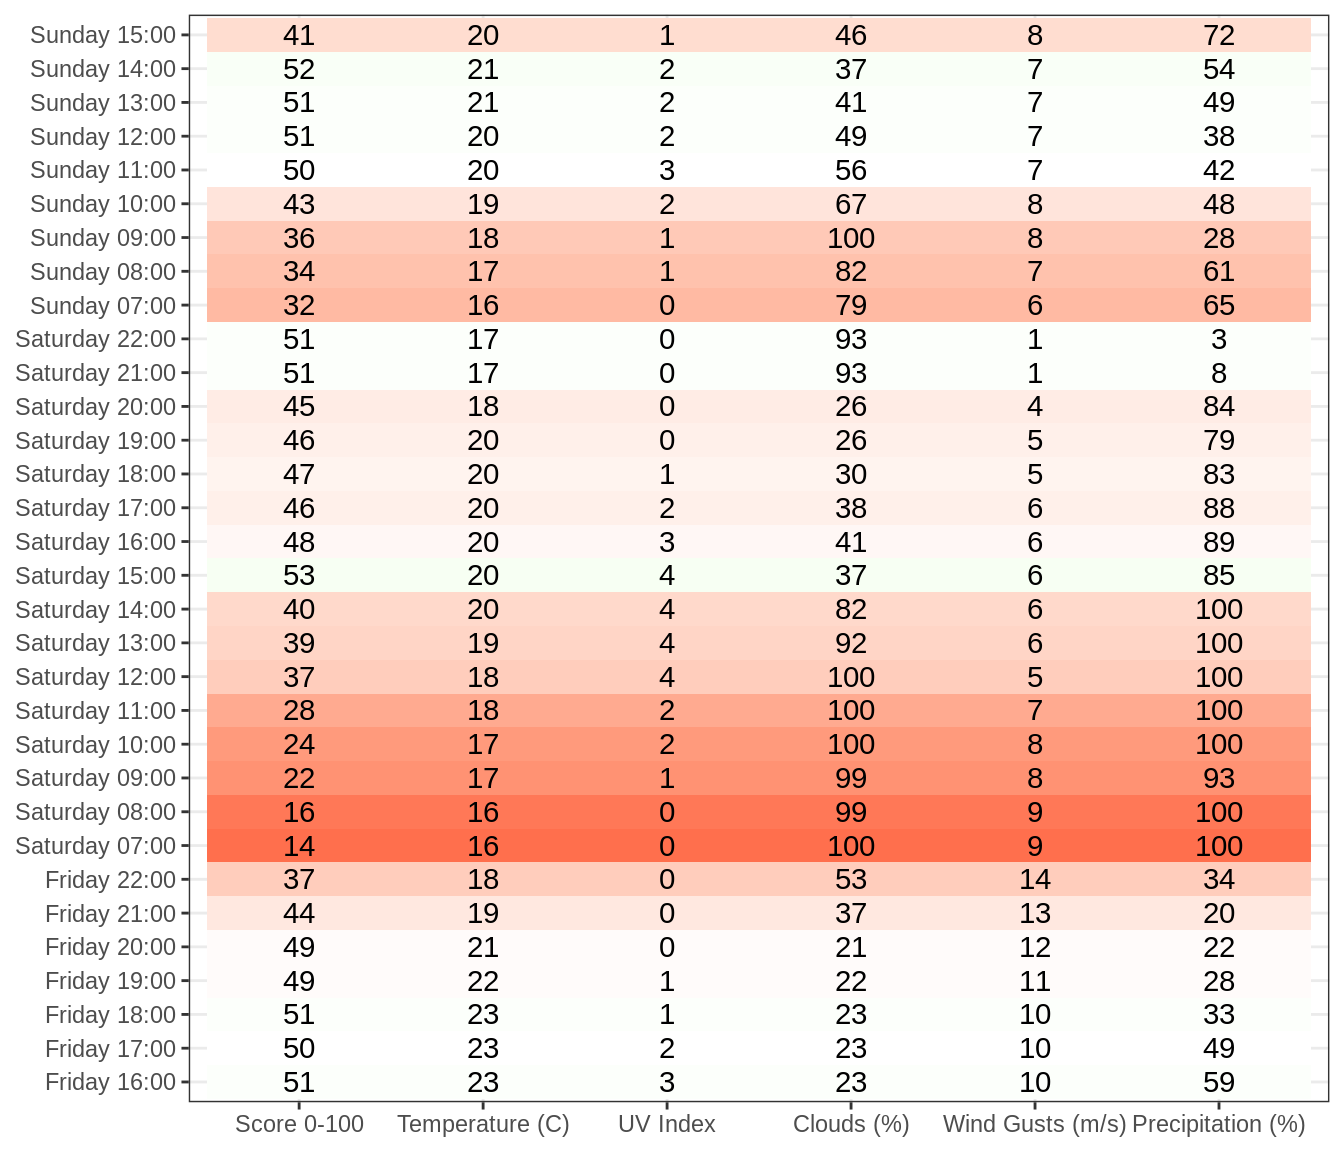 Sunday 15:00 41 20 1 46 8 72
Sunday 14:00 52 21 2 37 7 54
Sunday 13:00 51 21 2 41 7 49
Sunday 12:00 51 20 2 49 7 38
Sunday 11:00 50 20 3 56 7 42
Sunday 10:00 43 19 2 67 8 48
Sunday 09:00 36 18 1 100 8 28
Sunday 08:00 34 17 1 82 7 61
Sunday 07:00 32 16 0 79 6 65
Saturday 22:00 51 17 0 93 1 3
Saturday 21:00 51 17 0 93 1 8
Saturday 20:00 45 18 0 26 4 84
Saturday 19:00 46 20 0 26 5 79
Saturday 18:00 47 20 1 30 5 83
Saturday 17:00 46 20 2 38 6 88
Saturday 16:00 48 20 3 41 6 89
Saturday 15:00 53 20 4 37 6 85
Saturday 14:00 40 20 4 82 6 100
Saturday 13:00 39 19 4 92 6 100
Saturday 12:00 37 18 4 100 5 100
Saturday 11:00 28 18 2 100 7 100
Saturday 10:00 24 17 2 100 8 100
Saturday 09:00 22 17 1 99 8 93
Saturday 08:00 16 16 0 99 9 100
Saturday 07:00 14 16 0 100 9 100
Friday 22:00 37 18 0 53 14 34
Friday 21:00 44 19 0 37 13 20
Friday 20:00 49 21 0 21 12 22
Friday 19:00 49 22 1 22 11 28
Friday 18:00 51 23 1 23 10 33
Friday 17:00 50 23 2 23 10 49
Friday 16:00 51 23 3 23 10 59
Score 0-100 Temperature (C) UV Index Clouds (%) Wind Gusts (m/s) Precipitation (%)